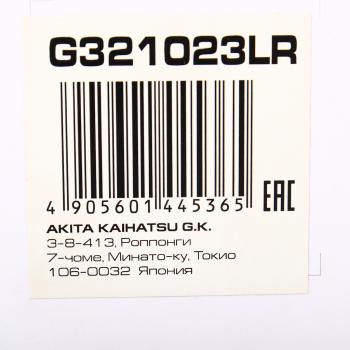 G321023LR
EAC
4 905601 445365
AKITA KAIHATSU G.K.
3-8-413, Роппонги
7-чоме, Минато-ку, Токио
106-0032 Япония